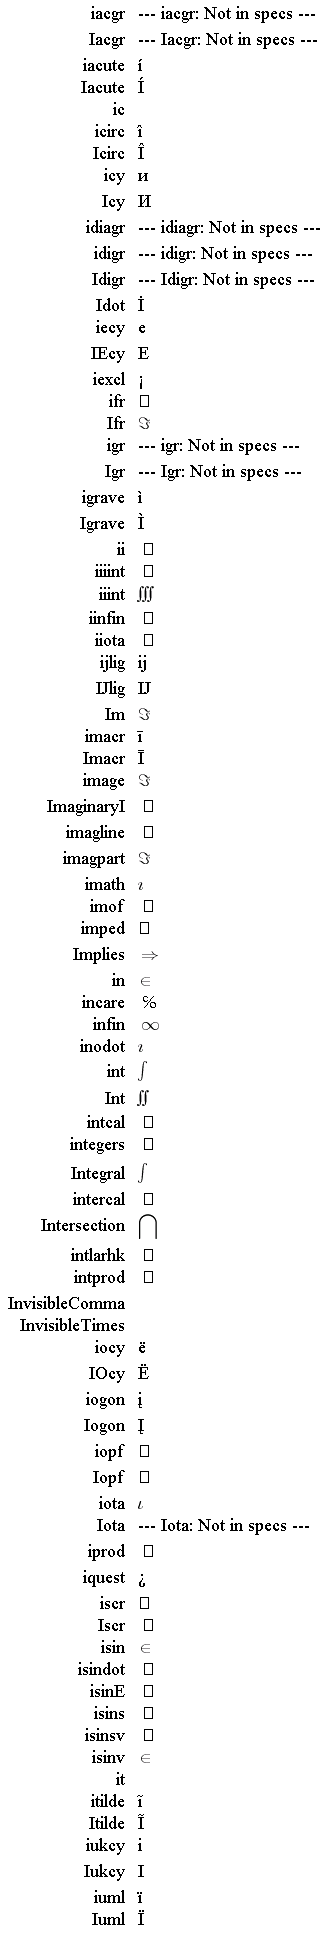 iacgr --- iacgr: Not in specs ---
Iacgr --- Iacgr: Not in specs ---
iacute í
Iacute Í
ic
icirc î
Icirc Î
icy и
Icy И
idiagr --- idiagr: Not in specs ---
idigr --- idigr: Not in specs ---
Idigr --- Idigr: Not in specs ---
Idot İ
iecy е
IEcy Е
iexcl ¡
ifr □
Ifr ℑ
igr --- igr: Not in specs ---
Igr --- Igr: Not in specs ---
igrave ì
Igrave Ì
ii □
iiiint □
iiint ∭
iinfin □
iiota □
ijlig ij
IJlig IJ
Im ℑ
imacr ī
Imacr Ī
image ℑ
ImaginaryI □
imagline □
imagpart ℑ
imath ı
imof □
imped □
Implies ⇒
in ∈
incare ℅
infin ∞
inodot ı
int ∫
Int ∬
intcal □
integers □
Integral ∫
intercal □
Intersection ⋂
intlarhk □
intprod □
InvisibleComma
InvisibleTimes
iocy ё
IOcy Ё
iogon į
Iogon Į
iopf □
Iopf □
iota ι
Iota --- Iota: Not in specs ---
iprod □
iquest ¿
iscr □
Iscr □
isin ∈
isindot □
isinE □
isins □
isinsv □
isinv ∈
it
itilde ĩ
Itilde Ĩ
iukcy і
Iukcy І
iuml ï
Iuml Ï